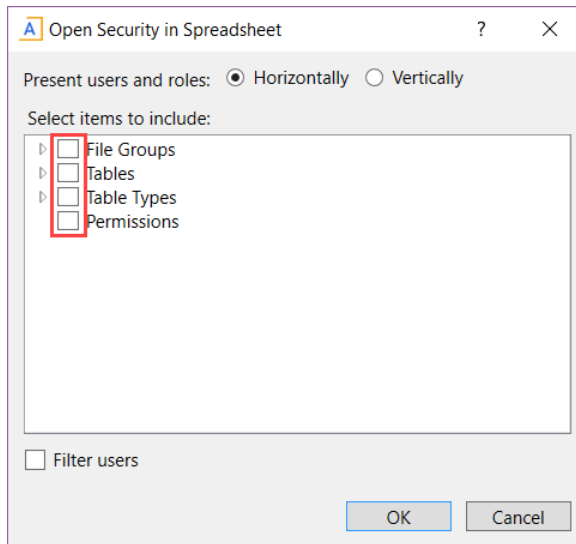 A Open Security in Spreadsheet ?
Present users and roles: Horizontally Vertically
Select items to include:
File Groups
Tables
Table Types
Permissions
Filter users
OK Cancel